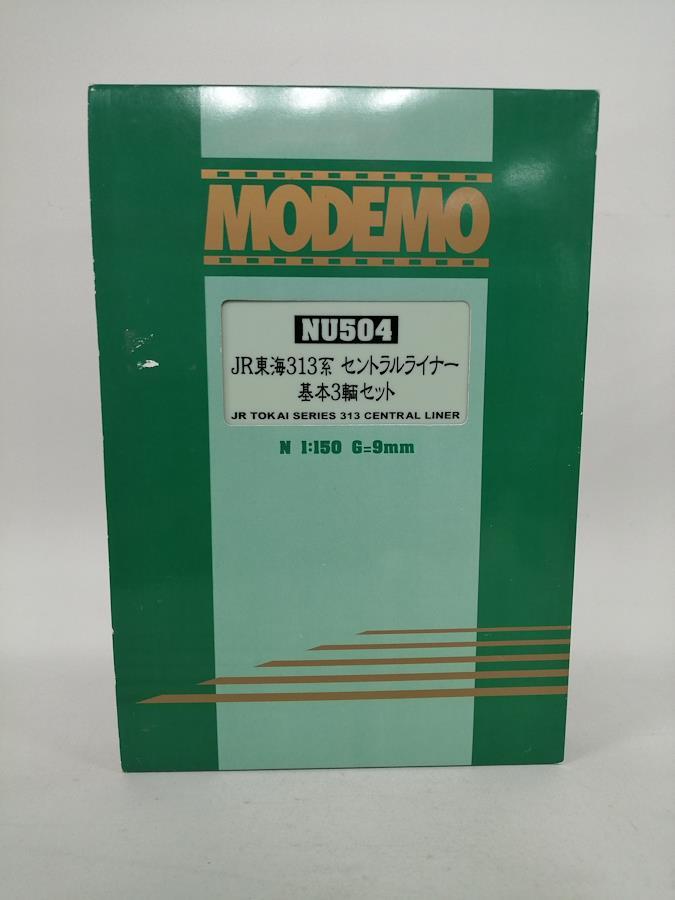 MODEMO
NU504
JR東海313系 セントラルライナー
基本3輌セット
JR TOKAI SERIES 313 CENTRAL LINER
N 1:150 G=9mm